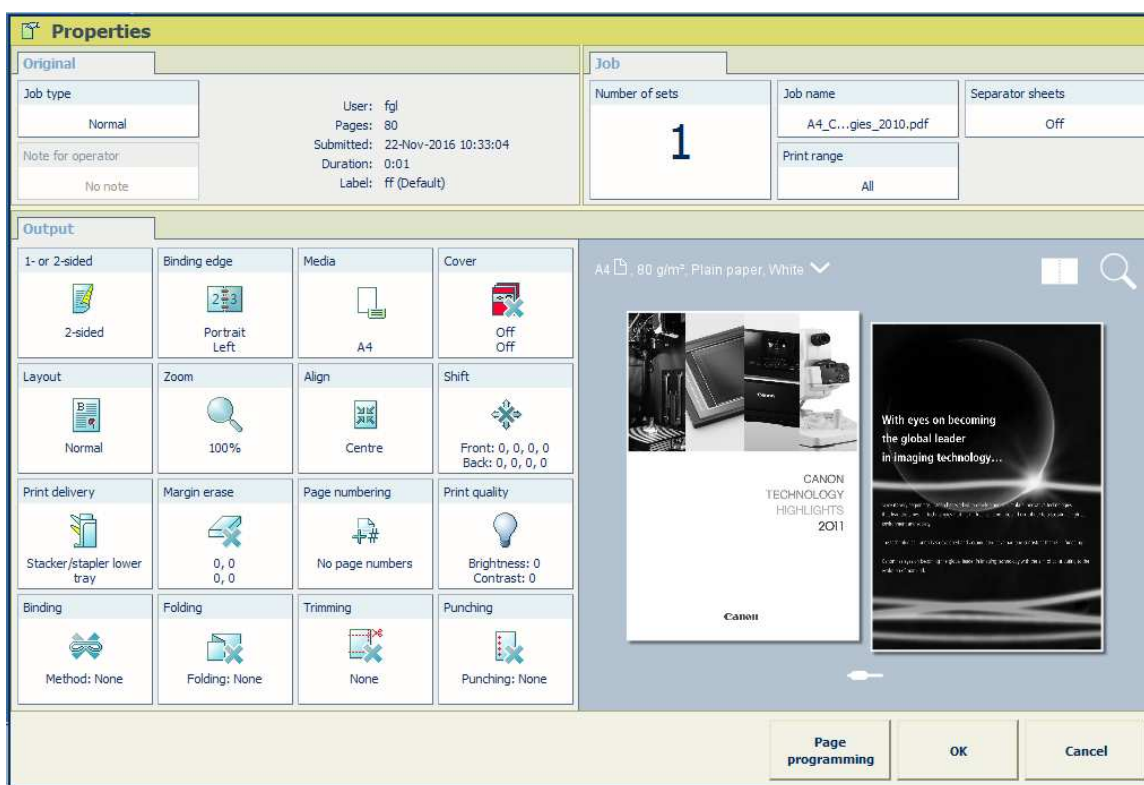 Properties
Original
Job type
Normal
Note for operator
No note
User: fgl
Pages: 80
Submitted: 22-Nov-2016 10:33:04
Duration: 0:01
Label: ff (Default)
Job
Number of sets
1
Job name
A4_C...gies_2010.pdf
Print range
All
Separator sheets
Off
Output
1- or 2-sided
2-sided
Binding edge
2 3
Portrait
Left
Media
A4
Cover
Off
Off
Layout
B
Normal
Zoom
100%
Align
Centre
Shift
Front: 0, 0, 0, 0
Back: 0, 0, 0, 0
Print delivery
Stacker/stapler lower
tray
Margin erase
0, 0
0, 0
Page numbering
#
No page numbers
Print quality
Brightness: 0
Contrast: 0
Binding
Method: None
Folding
Folding: None
Trimming
None
Punching
Punching: None
A4 , 80 g/m², Plain paper, White
Canon
CANON
TECHNOLOGY
HIGHLIGHTS
2011
Canon
With eyes on becoming
the global leader
in imaging technology...
Page
programming
OK
Cancel